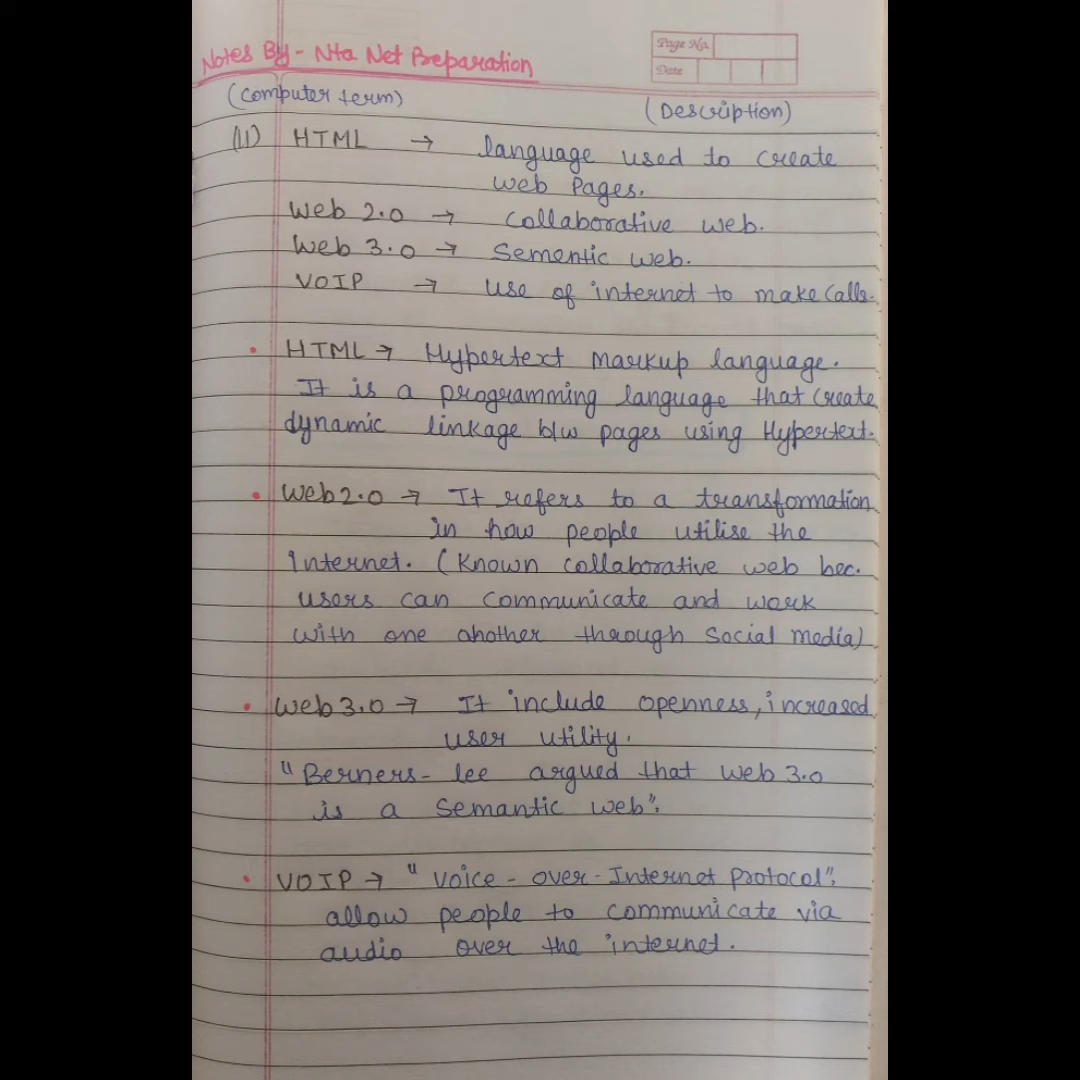 Notes By - Nta Net Preparation
Page No.
Date
(Computer term) (Description)
(11) HTML → language used to create
web Pages.
Web 2.0 → Collaborative web.
Web 3.0 → Sementic web.
VOIP → use of internet to make calls.
• HTML → Hypertext markup language.
It is a programming language that create
dynamic linkage b/w pages using Hypertext.
• Web 2.0 → It refers to a transformation
in how people utilise the
Internet. (Known collaborative web bec.
users can communicate and work
with one another through social media)
• Web 3.0 → It include openness, increased
user utility.
"Berners-lee argued that web 3.0
is a semantic web".
• VOIP → "Voice-over-Internet Protocol".
allow people to communicate via
audio over the internet.